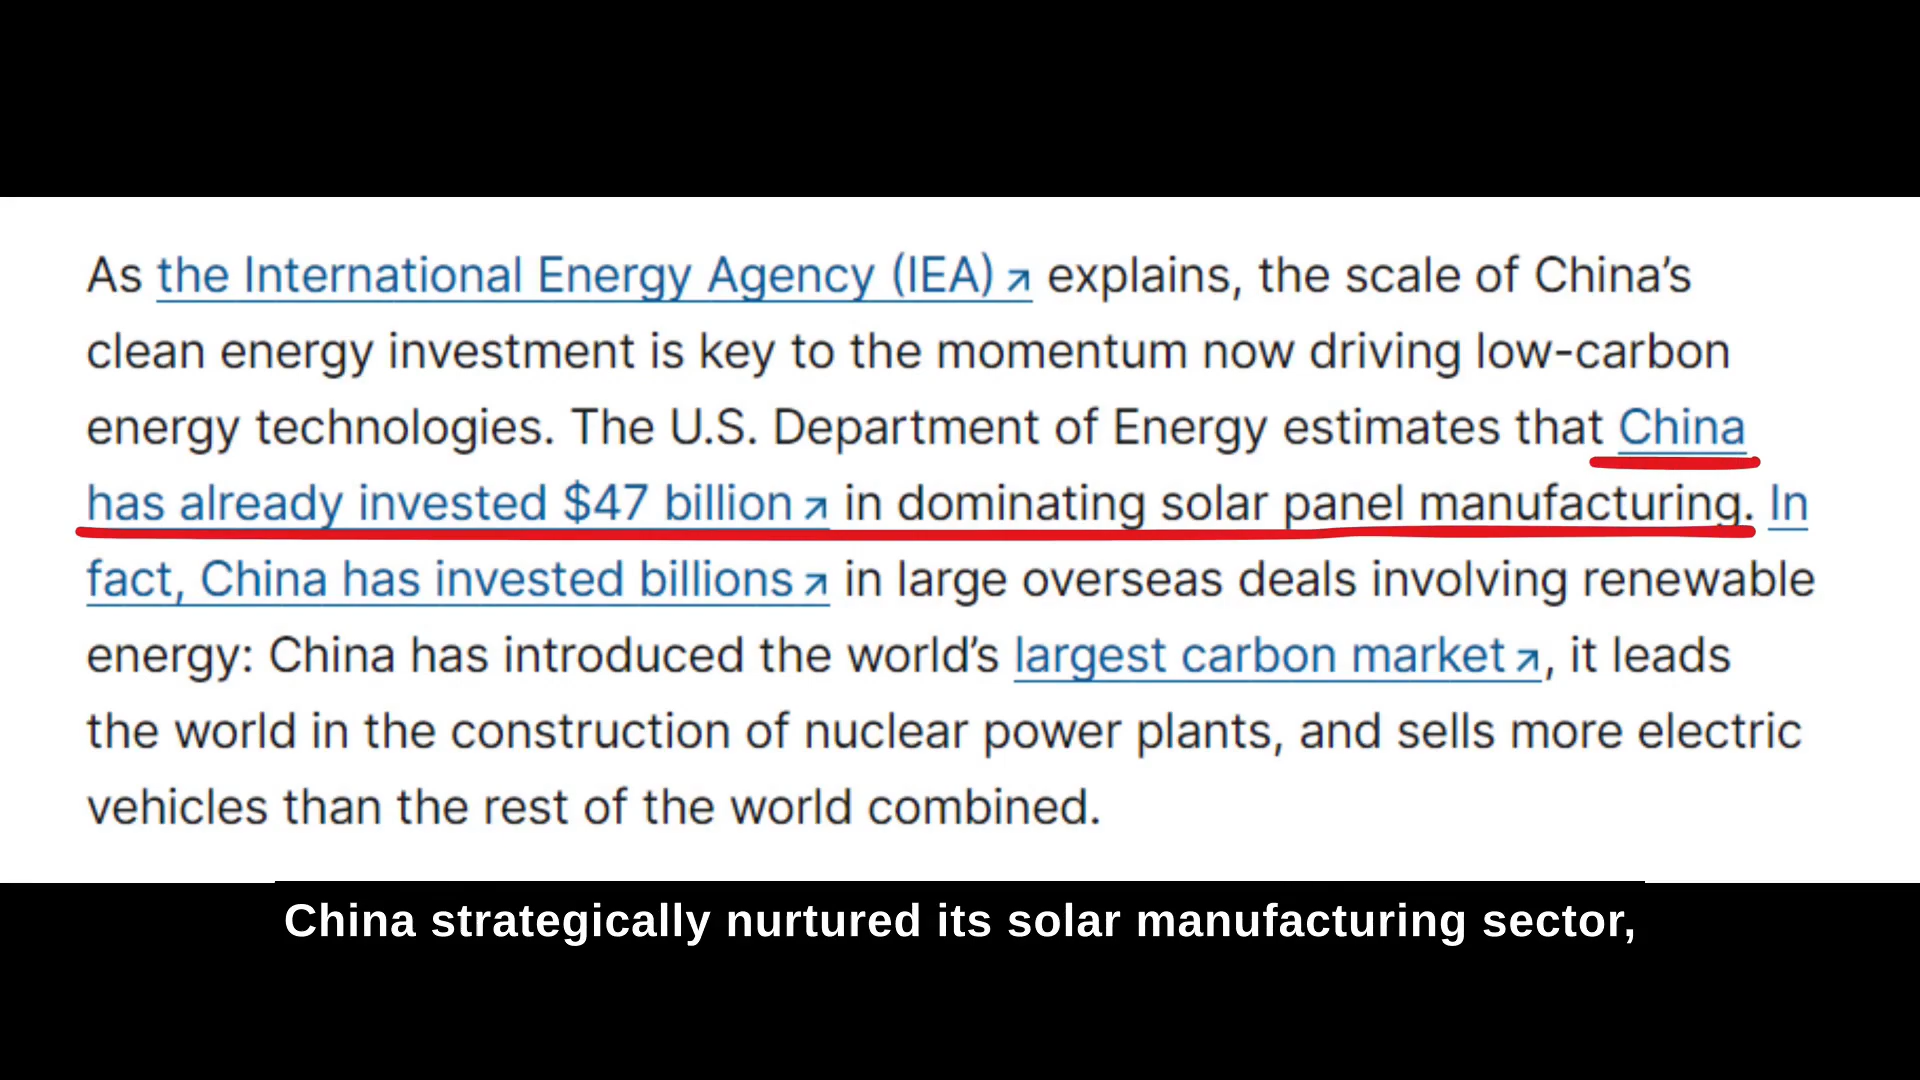 As the International Energy Agency (IEA)↗ explains, the scale of China’s
clean energy investment is key to the momentum now driving low-carbon
energy technologies. The U.S. Department of Energy estimates that China
has already invested $47 billion↗ in dominating solar panel manufacturing. In
fact, China has invested billions↗ in large overseas deals involving renewable
energy: China has introduced the world’s largest carbon market↗, it leads
the world in the construction of nuclear power plants, and sells more electric
vehicles than the rest of the world combined.
China strategically nurtured its solar manufacturing sector,